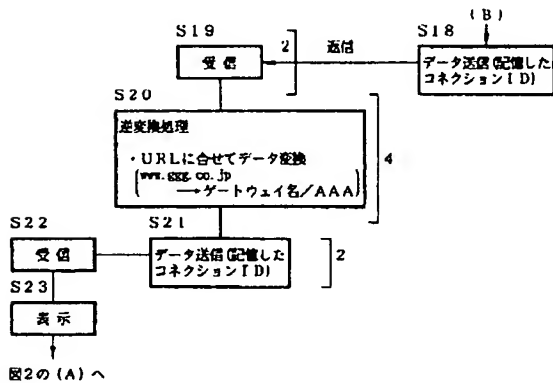 (B)
S19
S18
2
返信
受信
データ送信(記憶した
コネクションID)
S20
逆変換処理
・URLに合せてデータ変換
www.ggg.co.jp
→ゲートウェイ名/AAA
4
S22
S21
受信
データ送信(記憶した
コネクションID)
2
S23
表示
図2の(A)へ